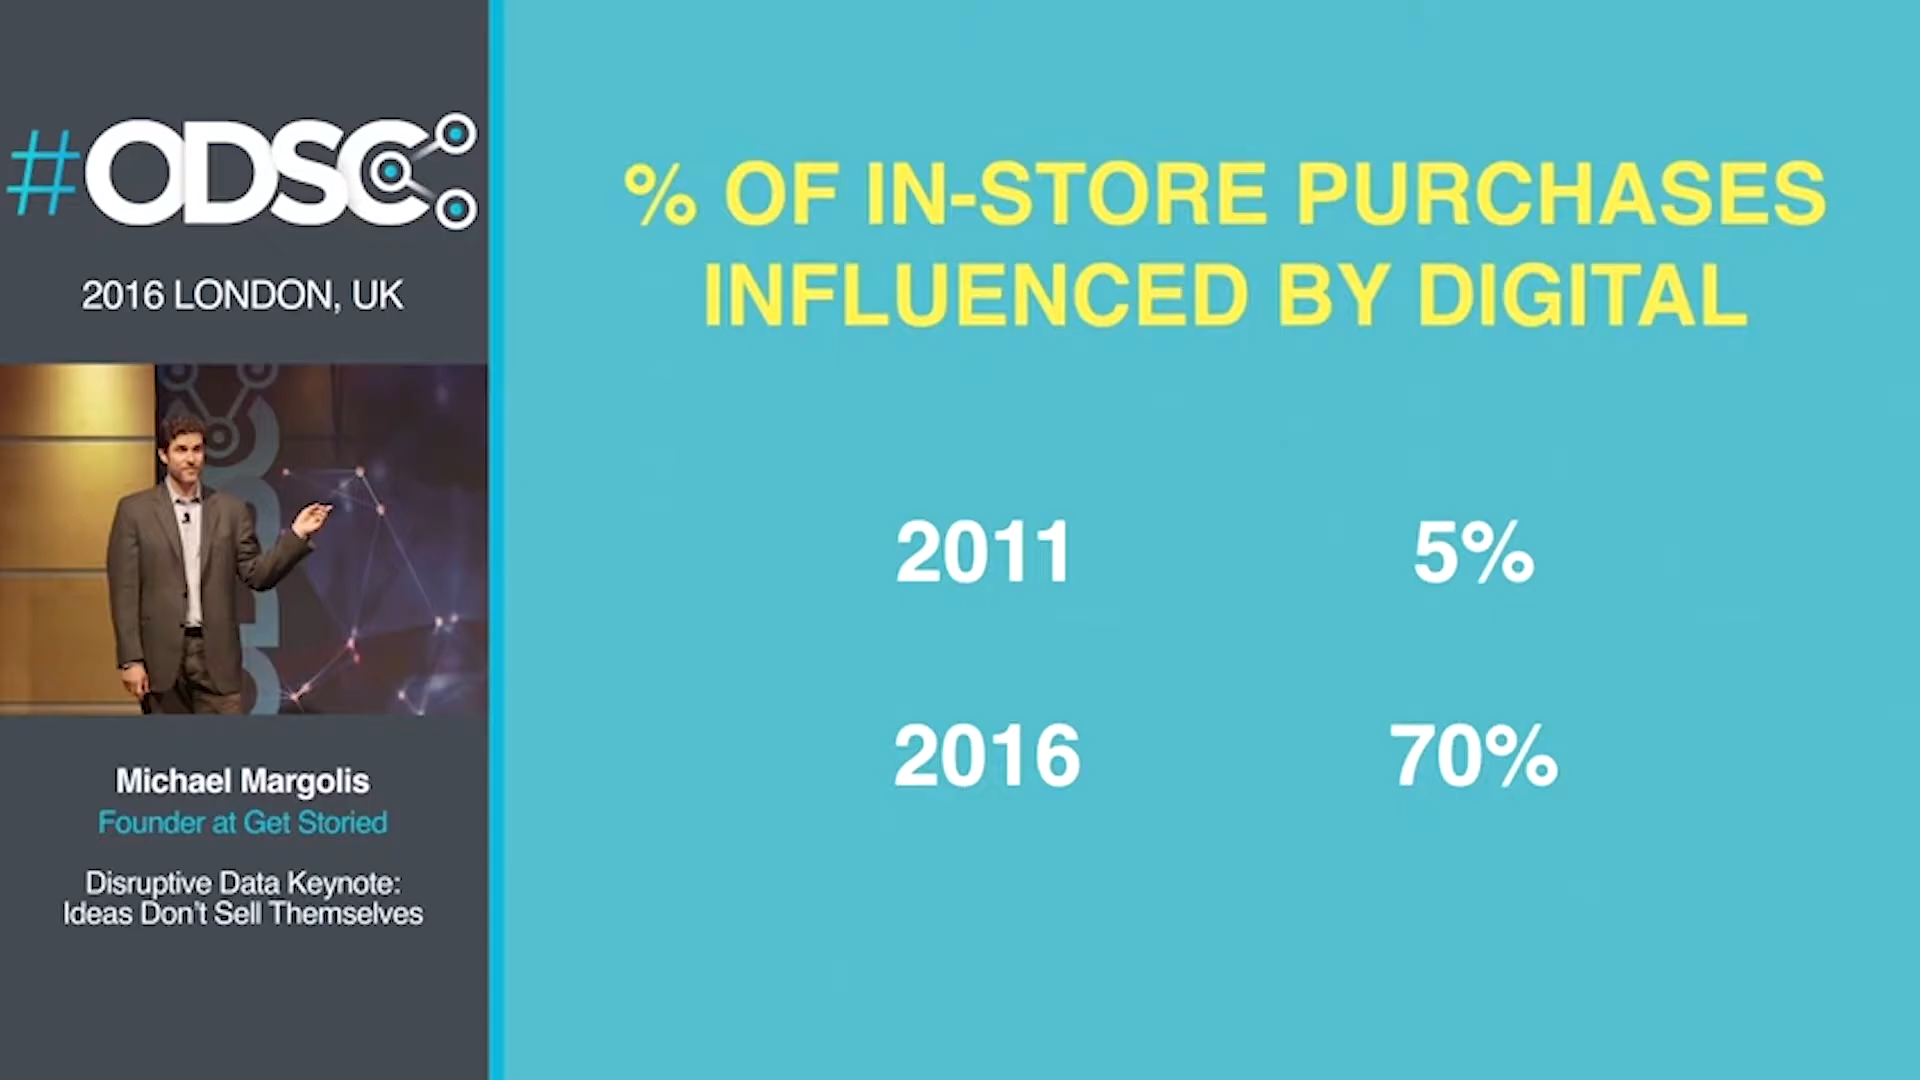 #ODSC
2016 LONDON, UK
Michael Margolis
Founder at Get Storied
Disruptive Data Keynote:
Ideas Don't Sell Themselves
% OF IN-STORE PURCHASES
INFLUENCED BY DIGITAL
2011 5%
2016 70%